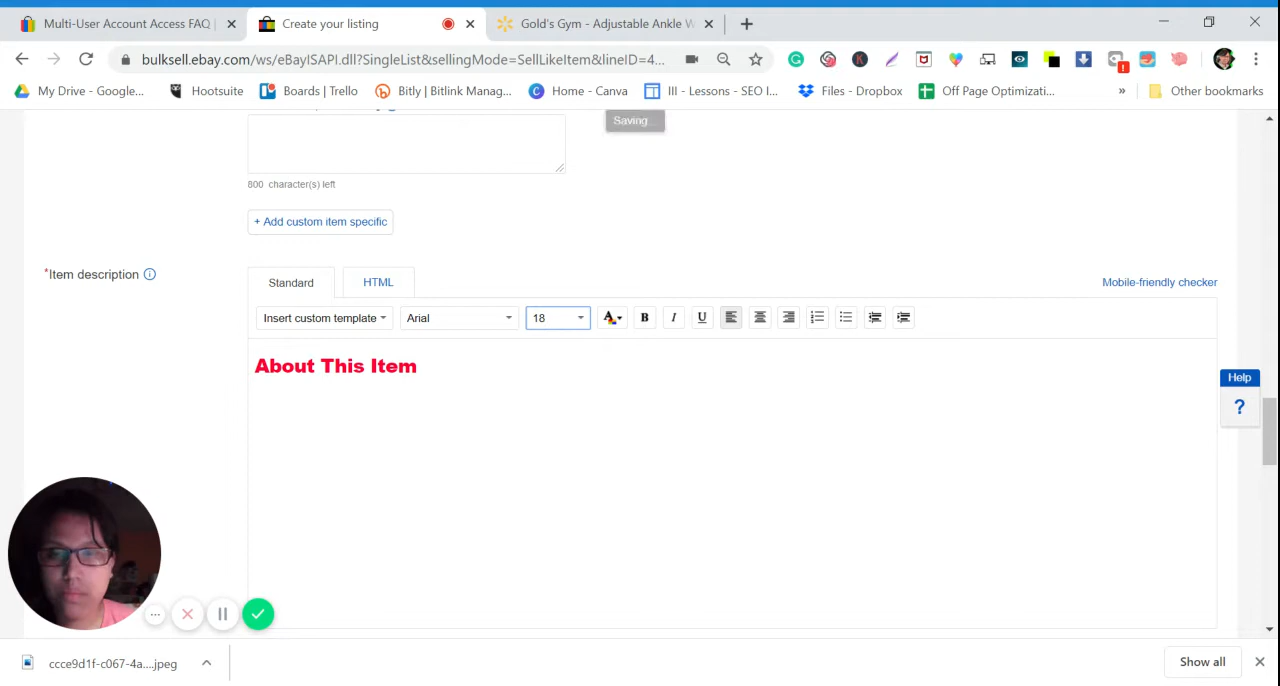 Multi-User Account Access FAQ
Create your listing
Gold's Gym - Adjustable Ankle W
bulksell.ebay.com/ws/eBayISAPI.dll?SingleList&sellingMode=SellLikeItem&lineID=4...
My Drive - Google...
Hootsuite
Boards | Trello
Bitly | Bitlink Manag...
Home - Canva
III - Lessons - SEO I...
Files - Dropbox
Off Page Optimizati...
»
Other bookmarks
Saving...
800 character(s) left
+ Add custom item specific
*Item description
Standard
HTML
Mobile-friendly checker
Insert custom template
Arial
18
A
B
I
U
About This Item
Help
?
ccce9d1f-c067-4a....jpeg
Show all